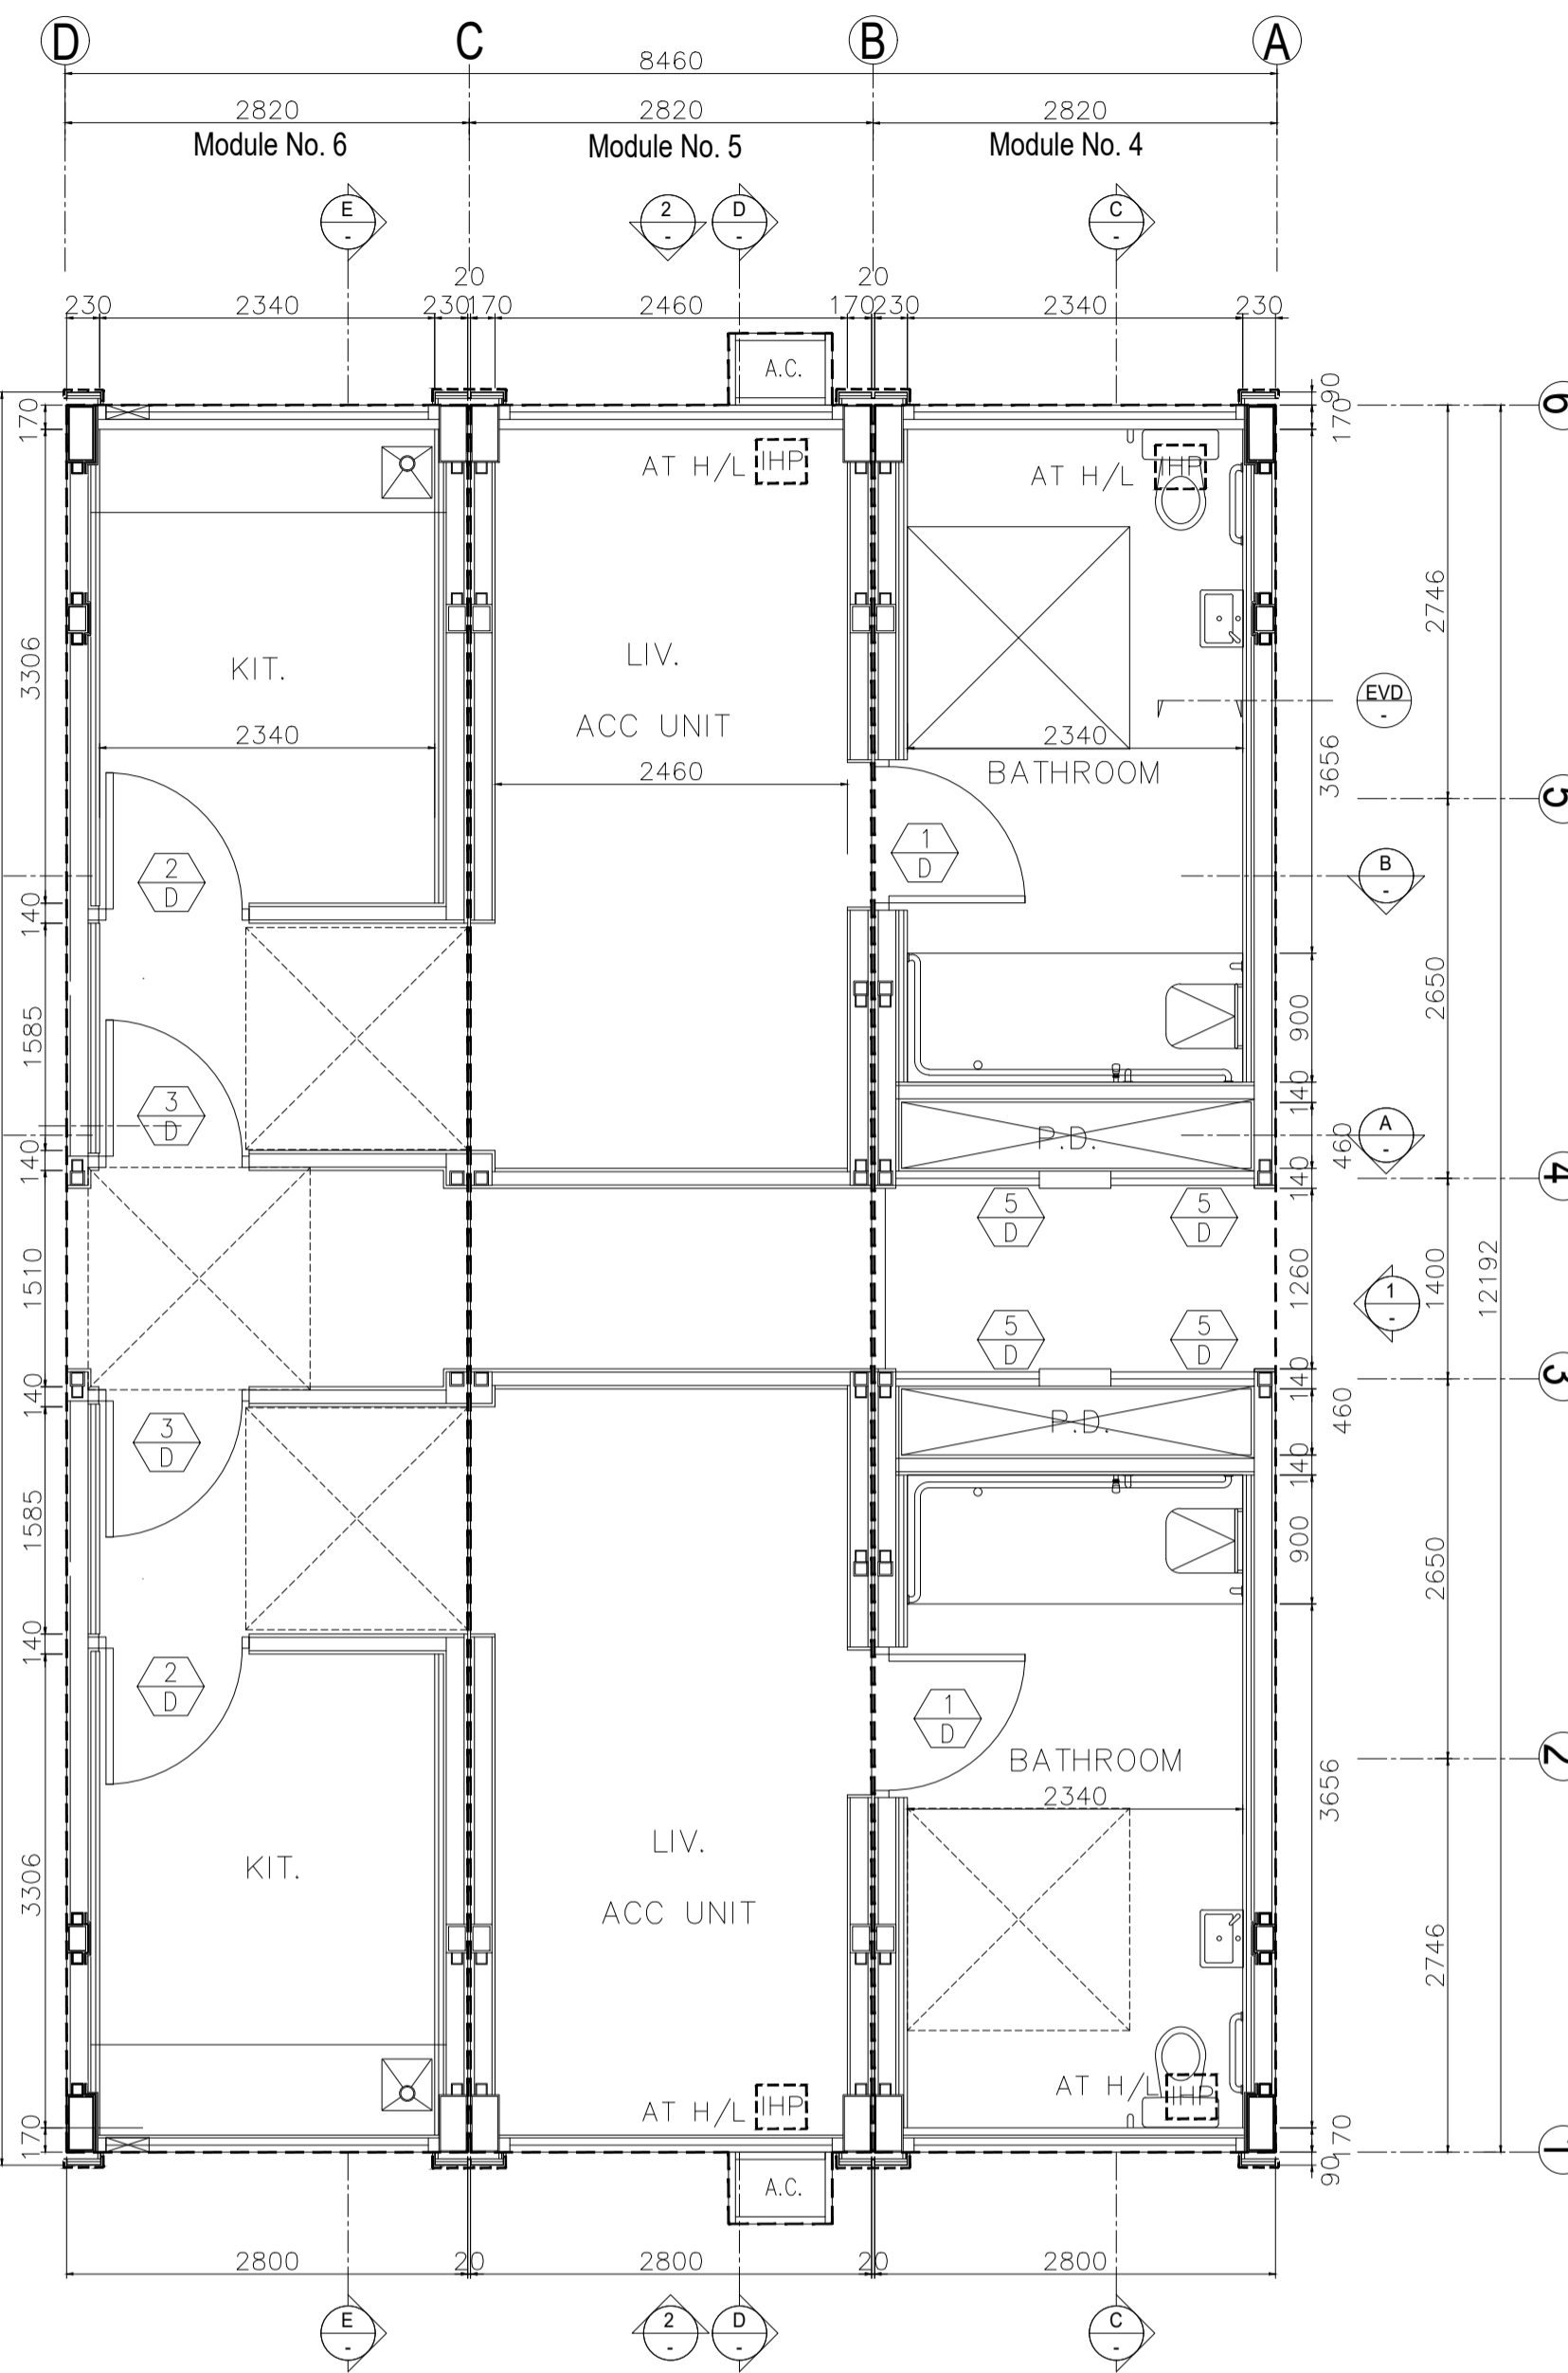 D C B A
8460
2820 2820 2820
Module No. 6 Module No. 5 Module No. 4
E 2 D C
- - - -
20 20
230 2340 230 170 2460 170 230 2340 230
A.C.
90
6
170 170
AT H/L IHP AT H/L IHP
2746
3306 KIT. LIV.
EVD
-
ACC UNIT
2340 2340
2460 BATHROOM 3656
5
2 1 B
D D -
140
2650
1585 900
3 140
D
P.D. A
-
140 460
140 4
5 5
D D
1510 1260 1400 12192
1
-
5 5
D D
140 140 3
3 P.D. 460
D
140
1585 900
2650
140
2 1
D D
BATHROOM 2
2340 3656
KIT. LIV.
3306
ACC UNIT
2746
AT H/L IHP AT H/L IHP
170 170
1
90
A.C.
2800 20 2800 20 2800
E 2 D C
- - - -